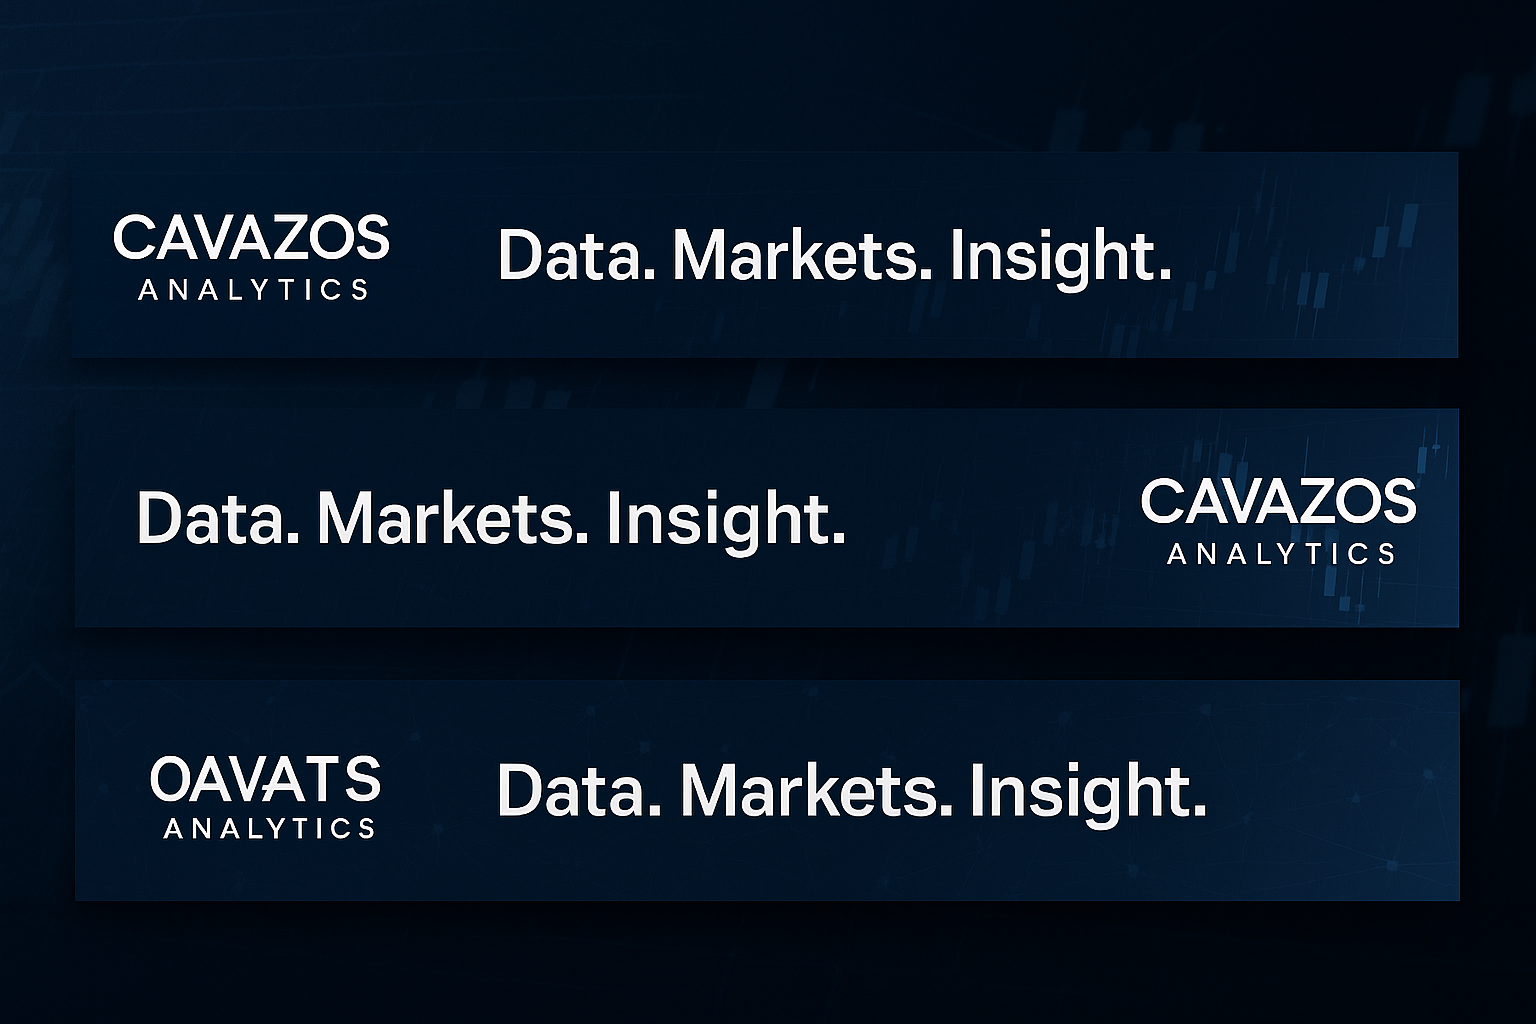 CAVAZOS
ANALYTICS
Data. Markets. Insight.
Data. Markets. Insight.
CAVAZOS
ANALYTICS
OAVATS
ANALYTICS
Data. Markets. Insight.